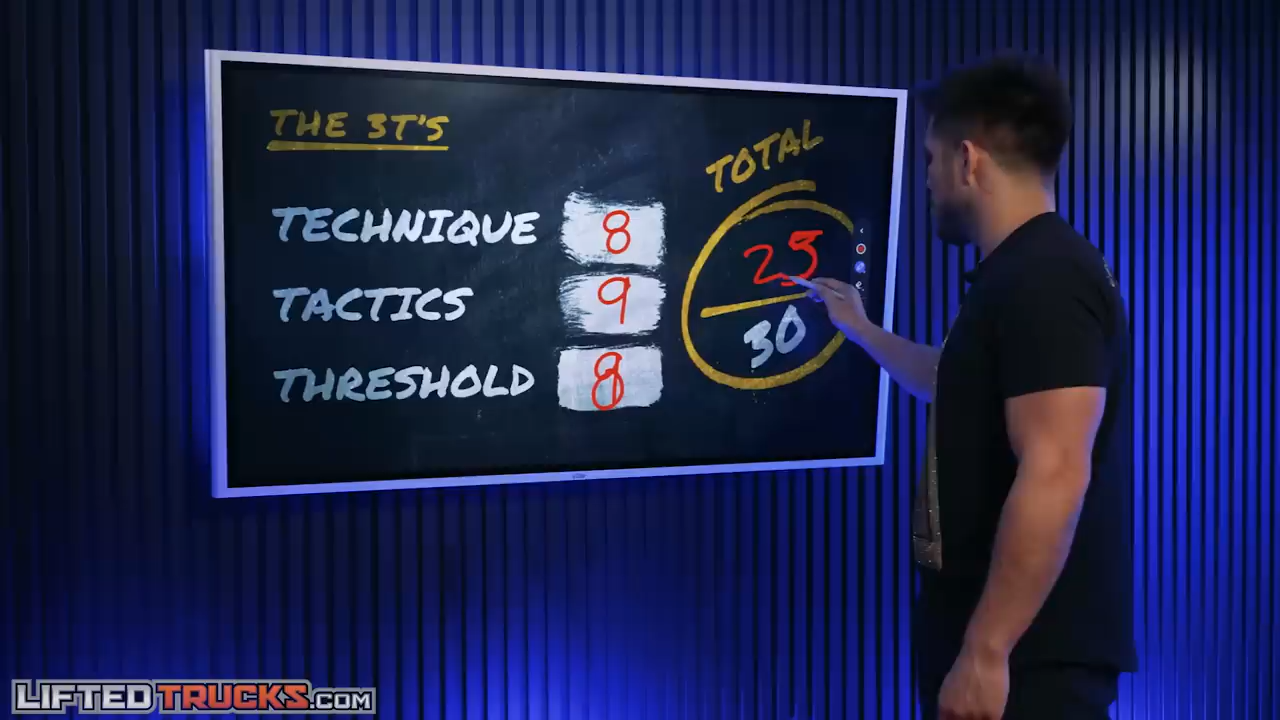 THE 3T'S
TECHNIQUE 8
TACTICS 9
THRESHOLD 8
TOTAL
25
30
LIFTEDTRUCKS.COM